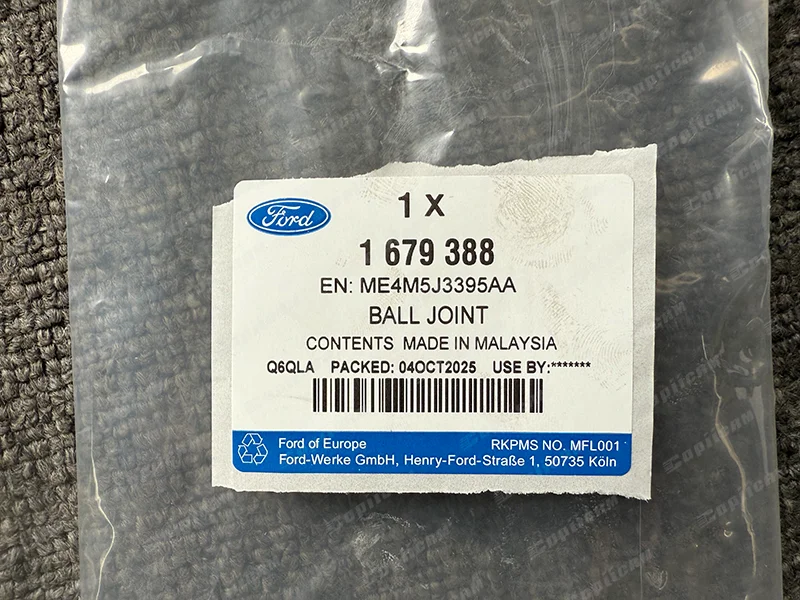 Ford
1 X
1 679 388
EN: ME4M5J3395AA
BALL JOINT
CONTENTS MADE IN MALAYSIA
Q6QLA PACKED: 04OCT2025 USE BY:*******
Ford of Europe
RKPMS NO. MFL001
Ford-Werke GmbH, Henry-Ford-Straße 1, 50735 Köln